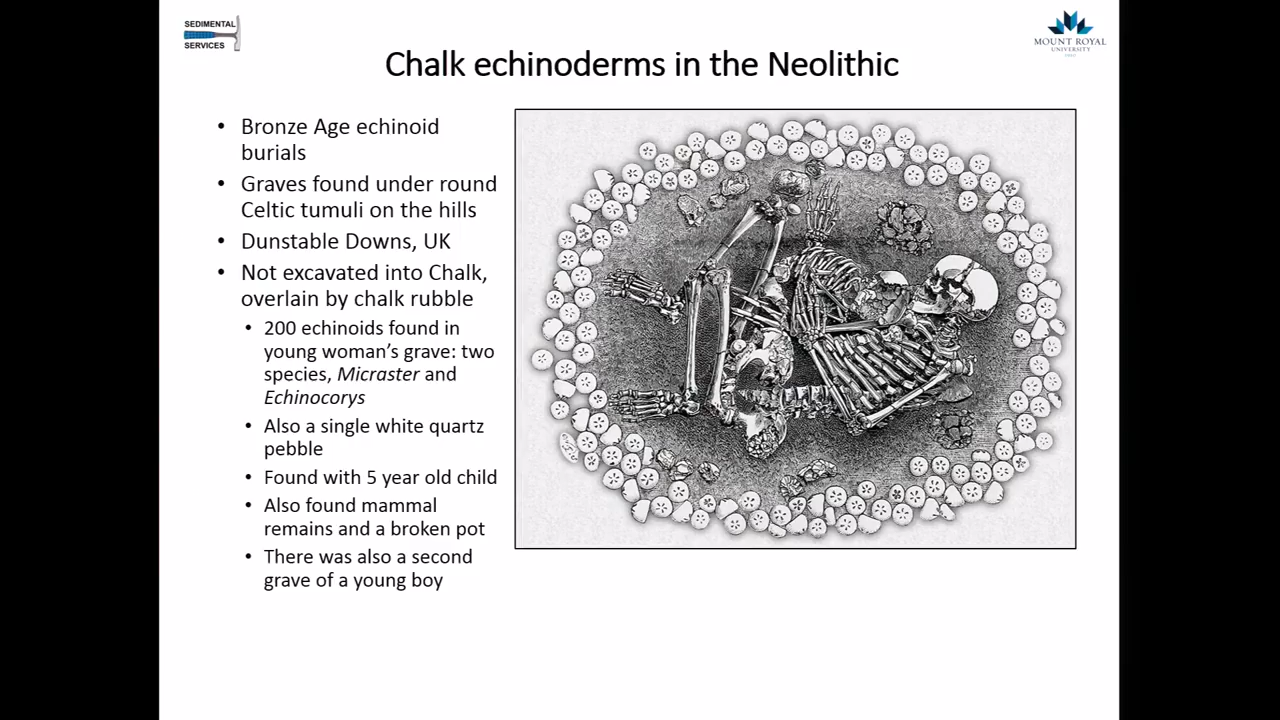 SEDIMENTAL
SERVICES
MOUNT ROYAL
UNIVERSITY
Chalk echinoderms in the Neolithic
• Bronze Age echinoid
burials
• Graves found under round
Celtic tumuli on the hills
• Dunstable Downs, UK
• Not excavated into Chalk,
overlain by chalk rubble
• 200 echinoids found in
young woman’s grave: two
species, Micraster and
Echinocorys
• Also a single white quartz
pebble
• Found with 5 year old child
• Also found mammal
remains and a broken pot
• There was also a second
grave of a young boy